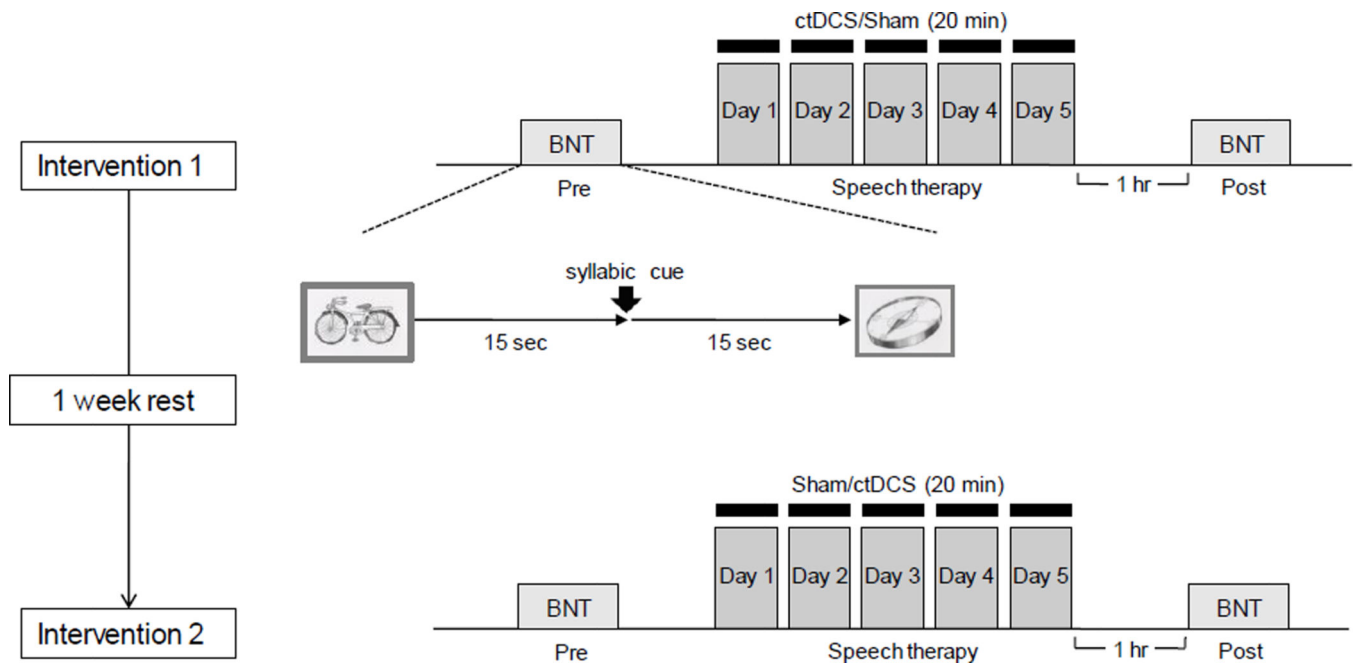 ctDCS/Sham (20 min)
Day 1 Day 2 Day 3 Day 4 Day 5
BNT BNT
Intervention 1
Pre Speech therapy 1 hr Post
syllabic cue
15 sec 15 sec
1 week rest
Sham/ctDCS (20 min)
Day 1 Day 2 Day 3 Day 4 Day 5
BNT BNT
Intervention 2
Pre Speech therapy 1 hr Post